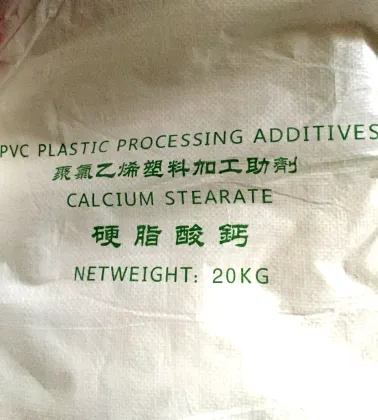 PVC PLASTIC PROCESSING ADDITIVES
聚氯乙烯塑料加工助劑
CALCIUM STEARATE
硬脂酸鈣
NETWEIGHT: 20KG